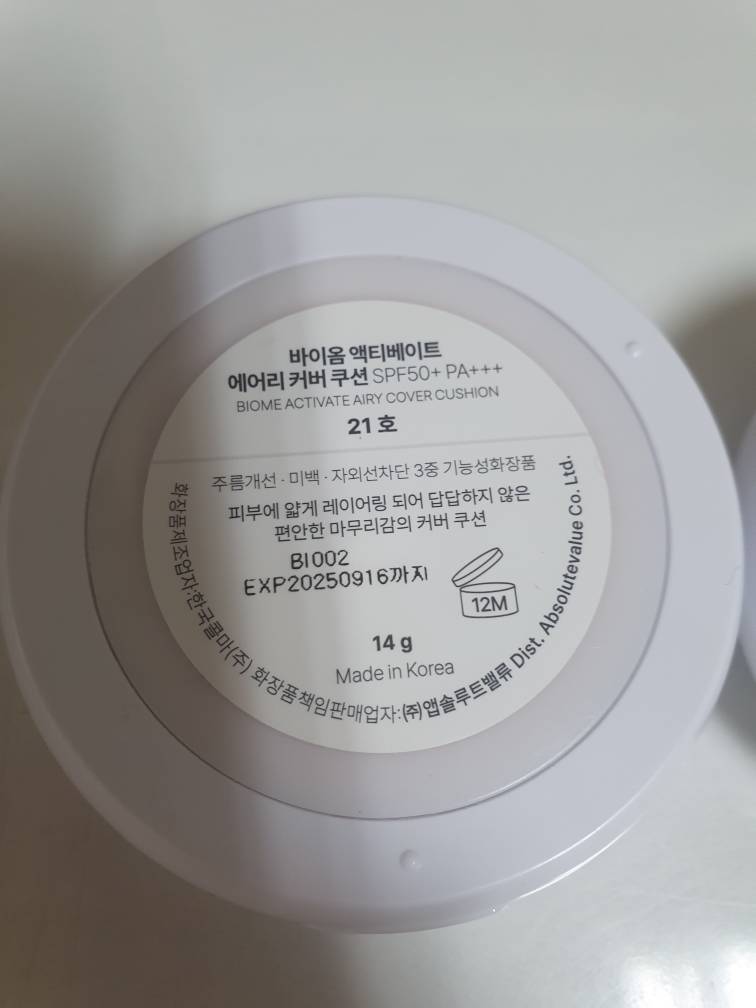 바이옴 액티베이트
에어리 커버 쿠션 SPF50+ PA+++
BIOME ACTIVATE AIRY COVER CUSHION
21 호
주름개선 · 미백 · 자외선차단 3중 기능성화장품
피부에 얇게 레이어링 되어 답답하지 않은
편안한 마무리감의 커버 쿠션
BI002
EXP20250916까지
12M
14 g
Made in Korea
화장품제조업자:한국콜마(주) 화장품책임판매업자:㈜앱솔루트밸류 Dist. Absolutevalue Co. Ltd.